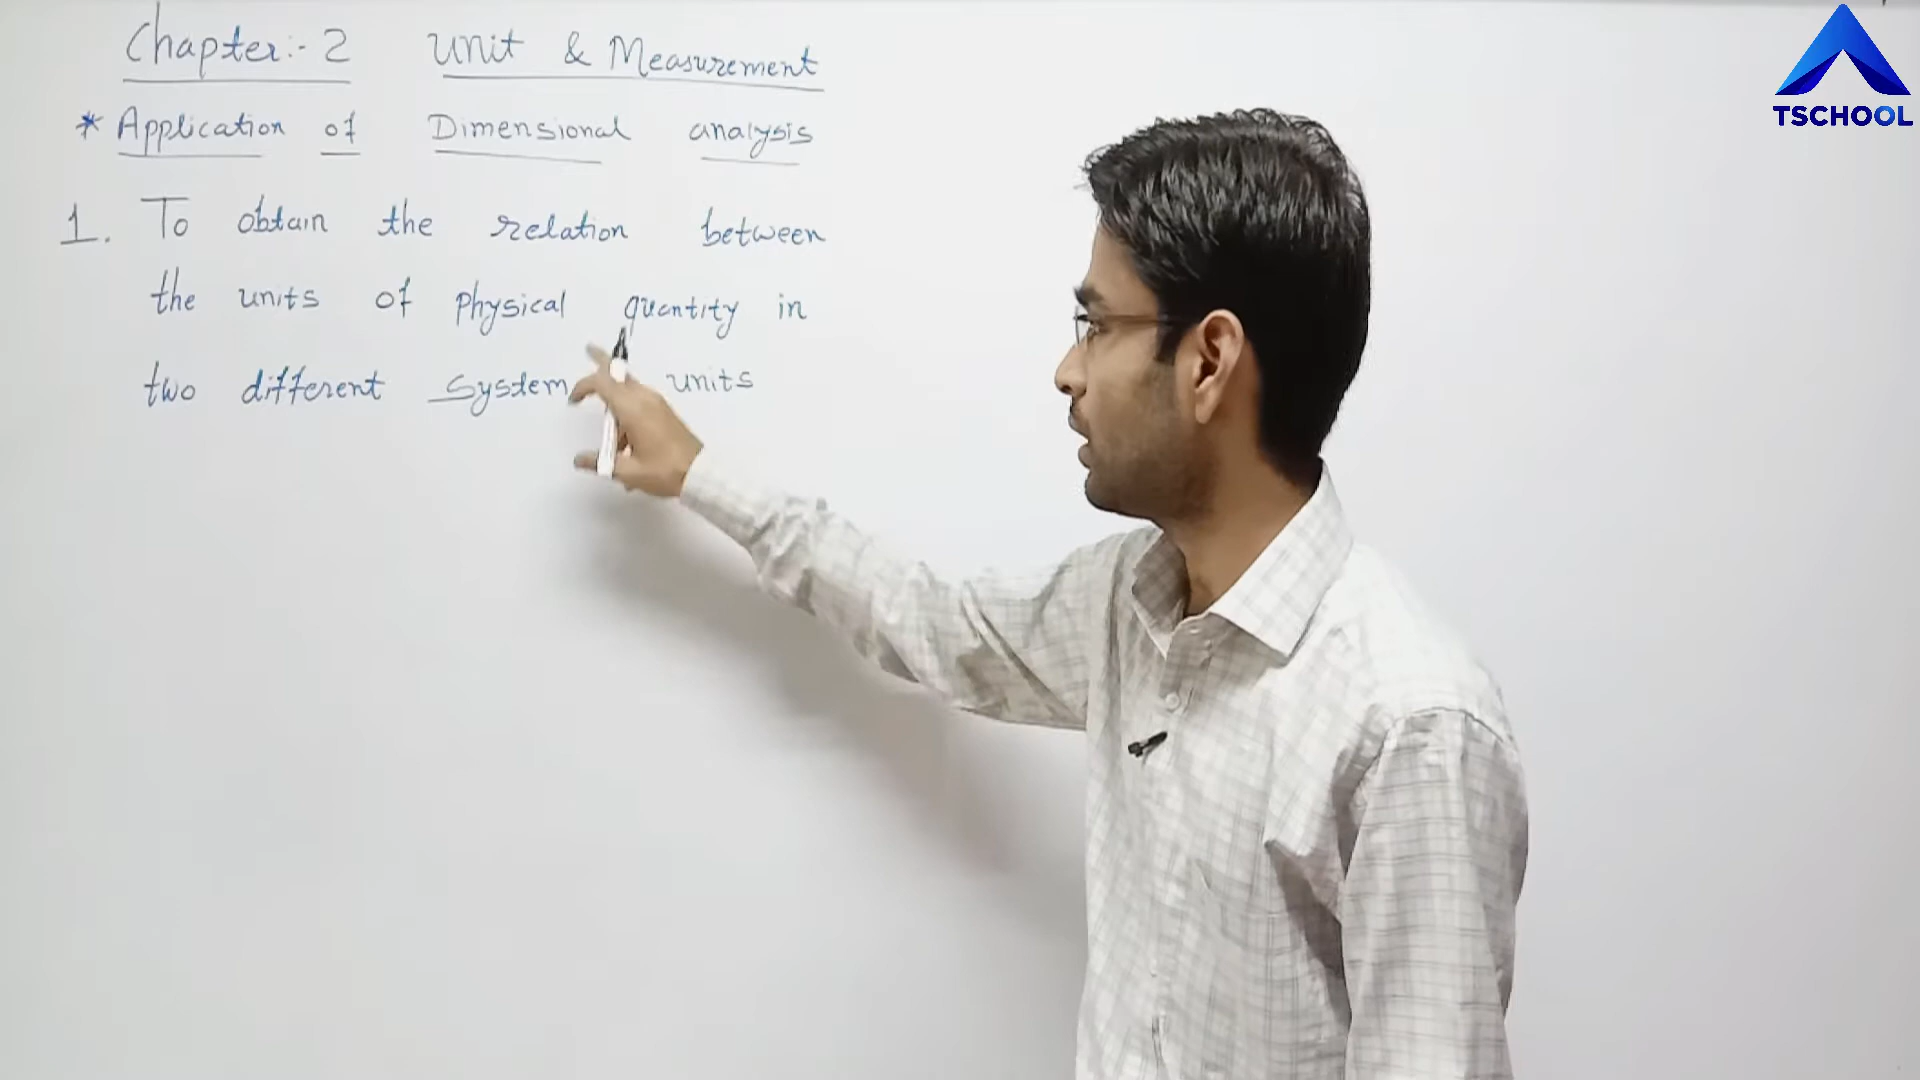 Chapter:- 2 Unit & Measurement
* Application of Dimensional analysis
1. To obtain the relation between
the units of physical quantity in
two different system units
TSCHOOL